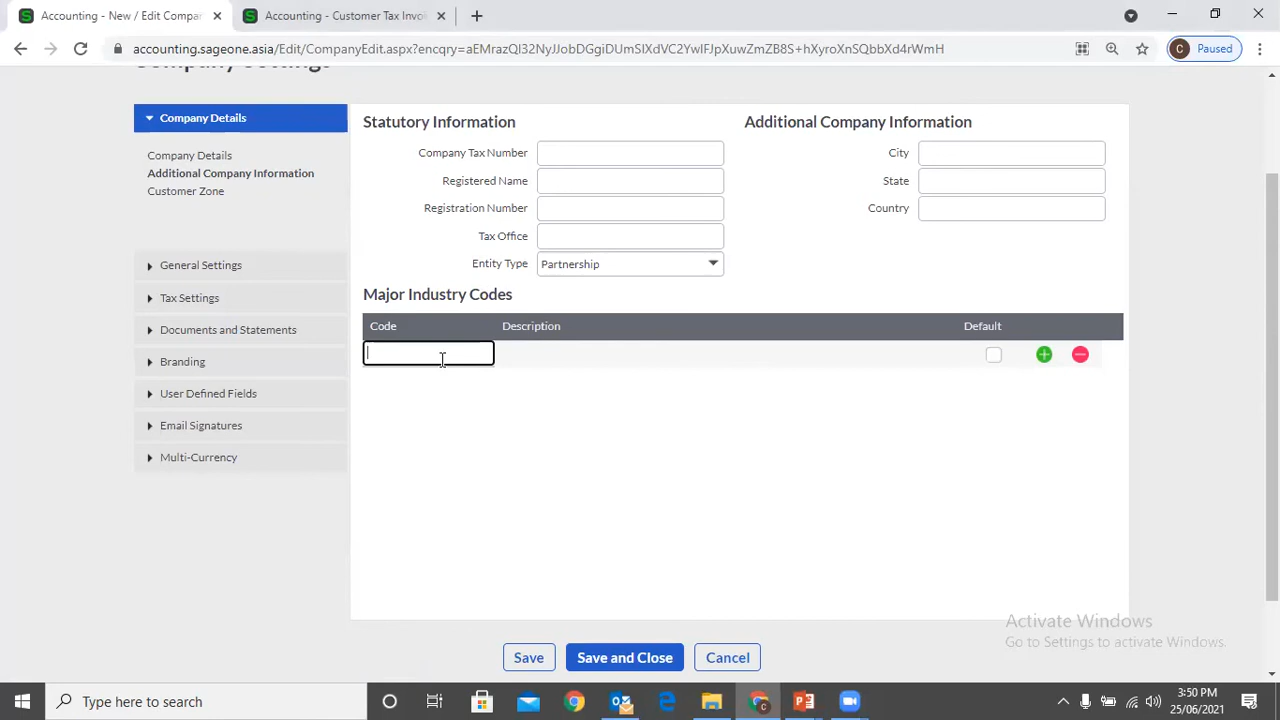 Accounting - New / Edit Compan
Accounting - Customer Tax Invoi
accounting.sageone.asia/Edit/CompanyEdit.aspx?encqry=aEMrazQI32NyJJobDGgiDUmSIXdVC2YwIFJpXuwZmZB8S+hXyroXnSQbbXd4rWmH
C Paused
Company Details
Company Details
Additional Company Information
Customer Zone
General Settings
Tax Settings
Documents and Statements
Branding
User Defined Fields
Email Signatures
Multi-Currency
Statutory Information
Company Tax Number
Registered Name
Registration Number
Tax Office
Entity Type Partnership
Additional Company Information
City
State
Country
Major Industry Codes
Code Description Default
Save Save and Close Cancel
Activate Windows
Go to Settings to activate Windows.
Type here to search
3:50 PM
25/06/2021